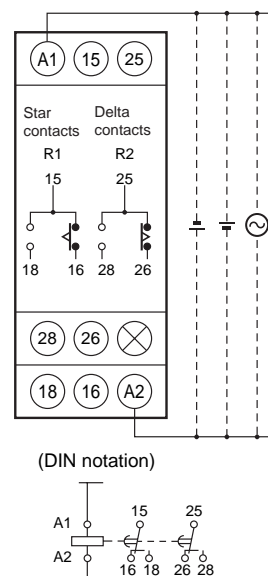 A1 15 25
Star contacts
Delta contacts
R1 R2
15 25
18 16 28 26
28 26
18 16 A2
(DIN notation)
15 25
A1
A2
16 18 26 28